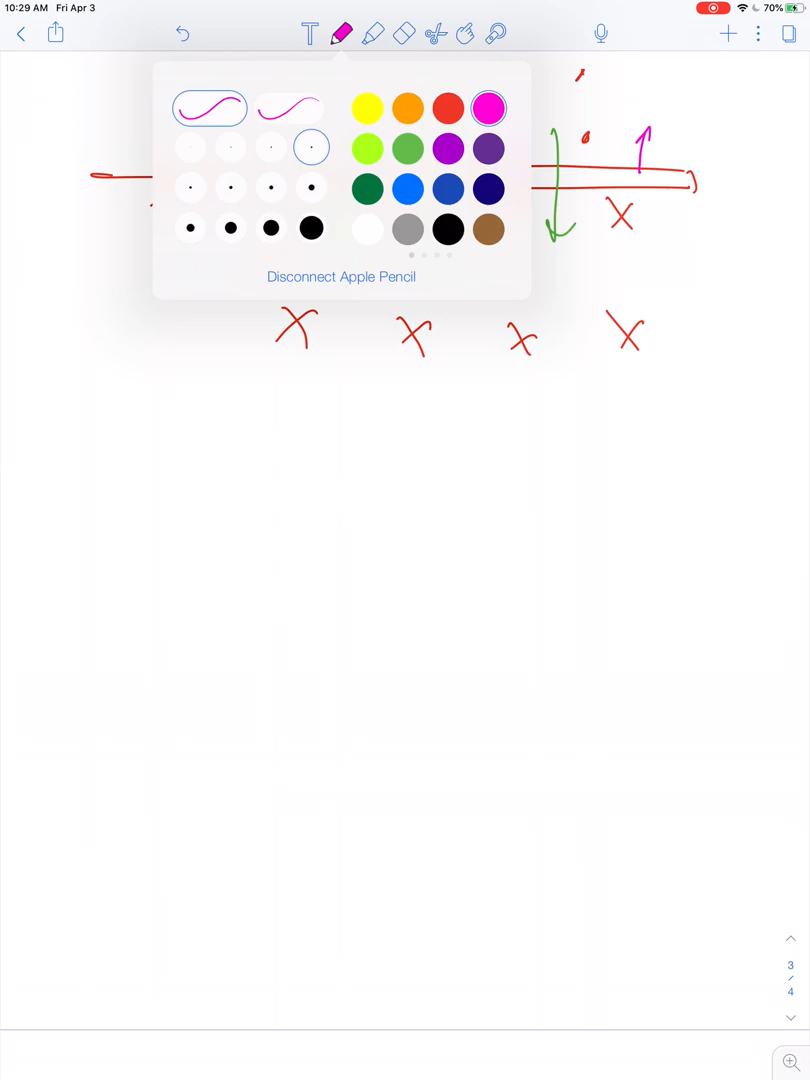 10:29 AM Fri Apr 3
70%
T
X
X X X X
Disconnect Apple Pencil
3
4